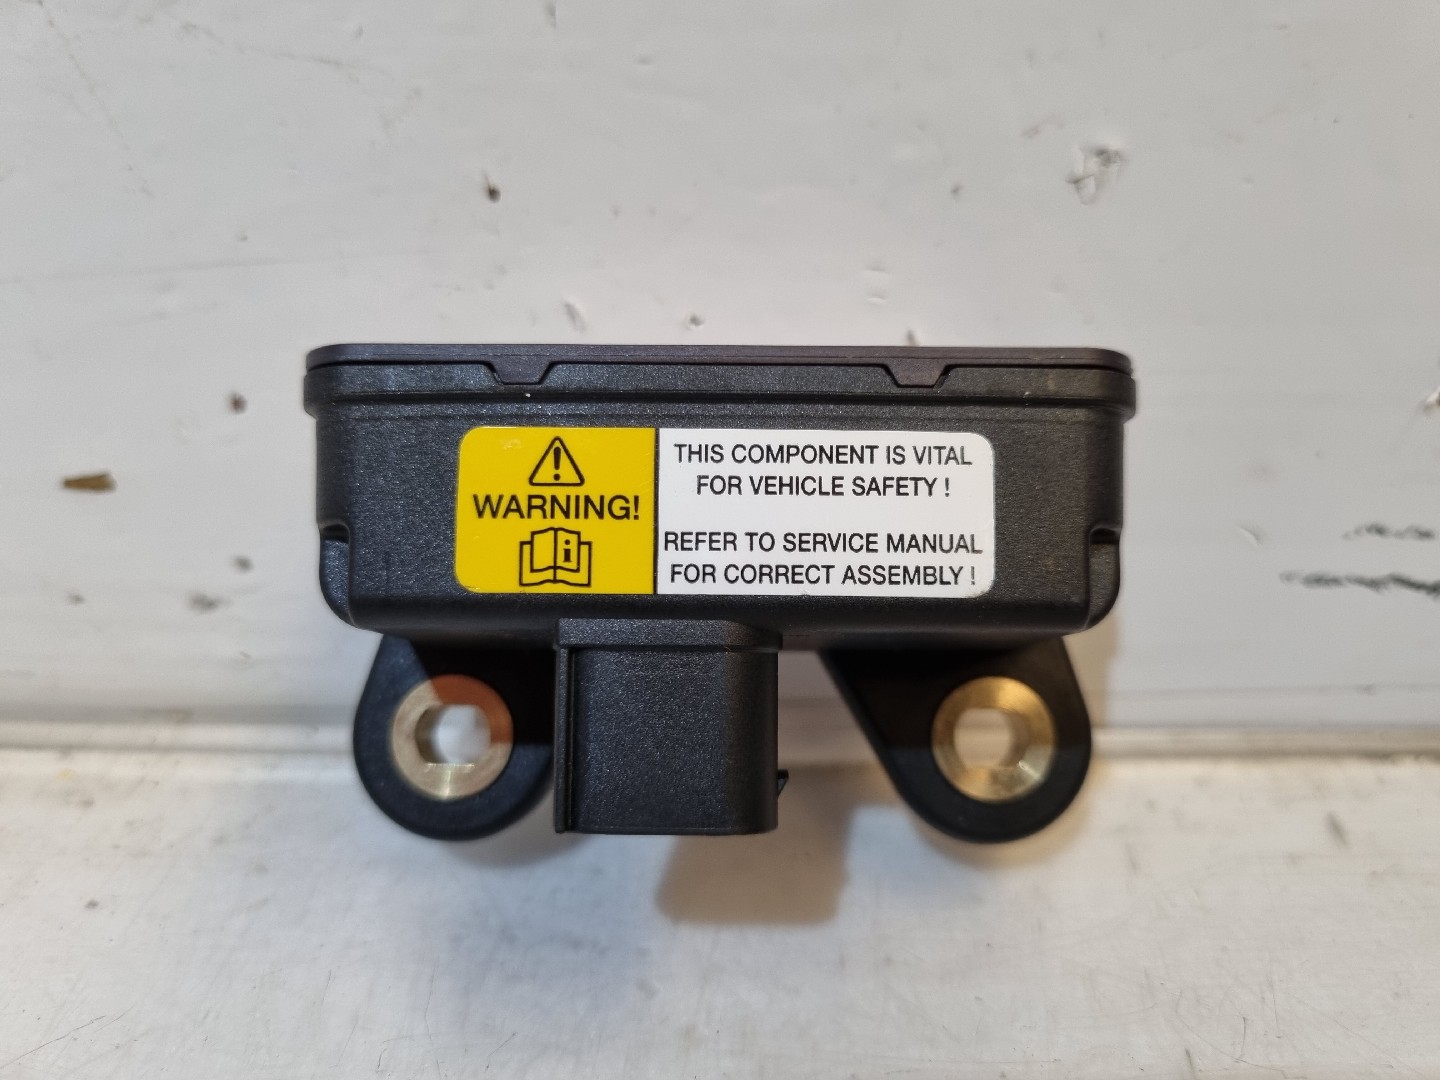 WARNING!
THIS COMPONENT IS VITAL
FOR VEHICLE SAFETY !
REFER TO SERVICE MANUAL
FOR CORRECT ASSEMBLY !